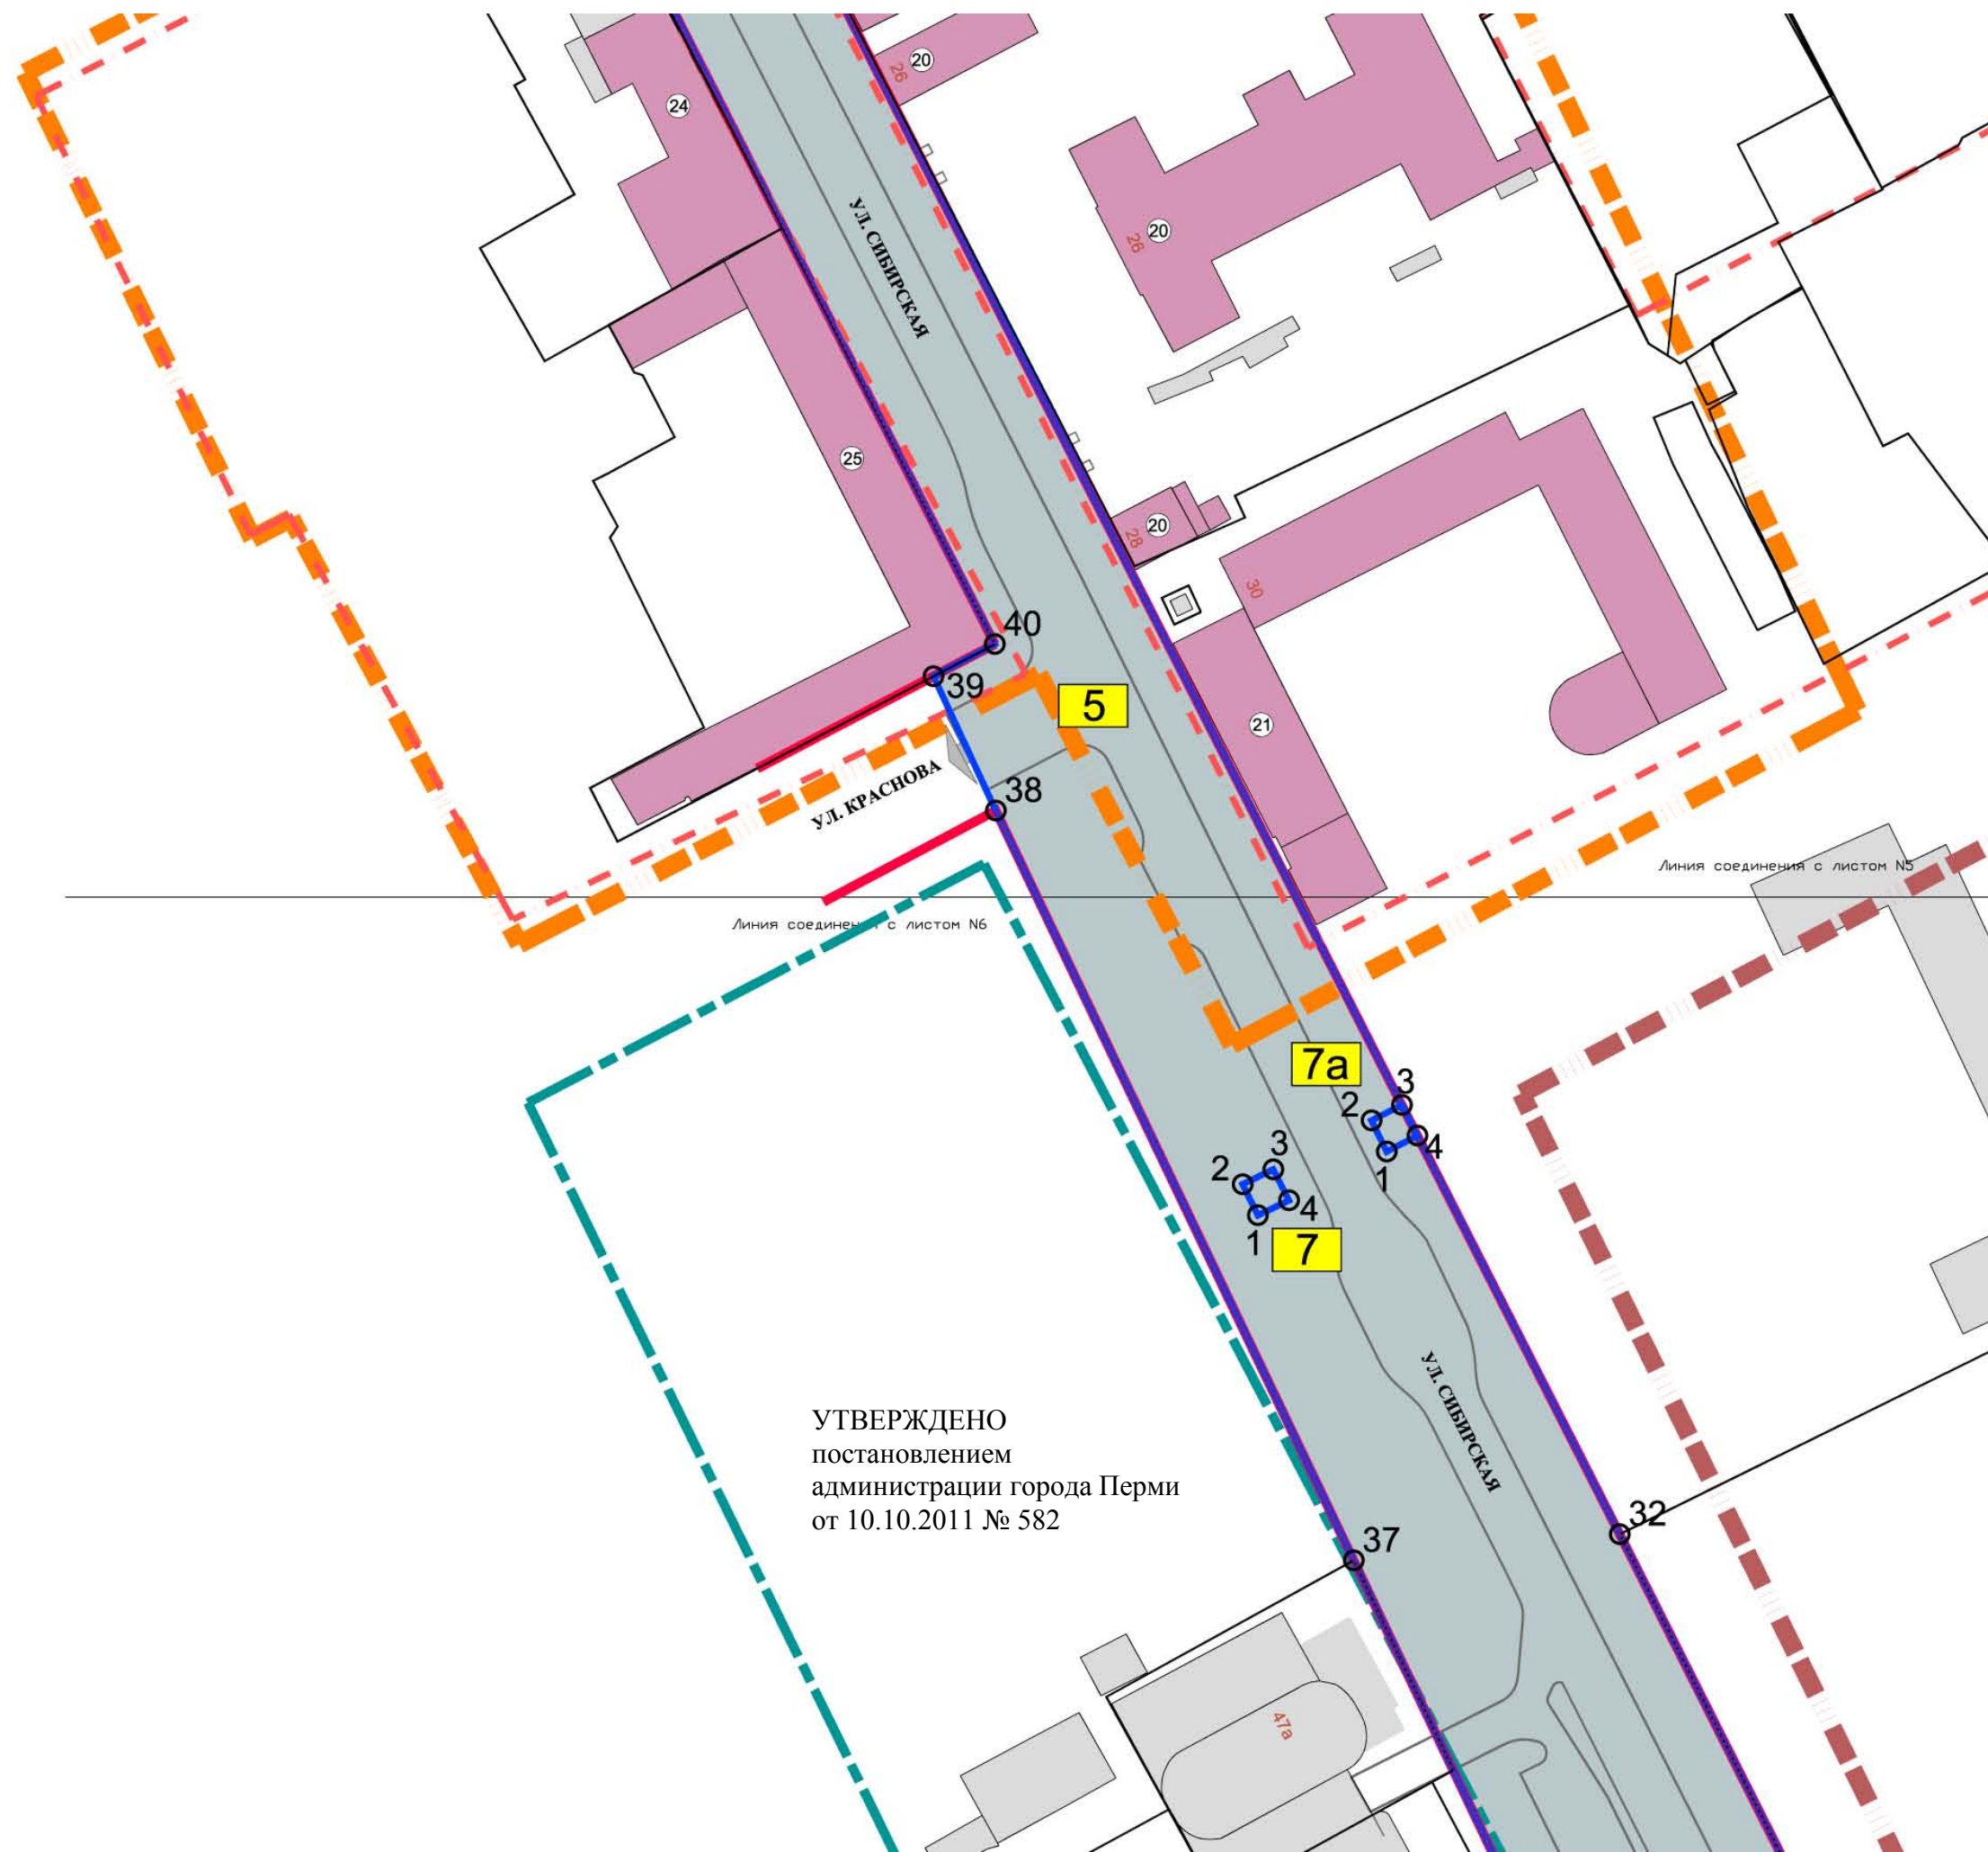 20
26
24
УЛ. СИБИРСКАЯ
20
26
25
20
28
30
40
39
5
21
38
УЛ. КРАСНОВА
Линия соединения с листом N5
Линия соединен с листом N6
7а
3
2
4
1
3
2
4
1
7
УЛ. СИБИРСКАЯ
УТВЕРЖДЕНО
постановлением
администрации города Перми
от 10.10.2011 № 582
32
37
47а